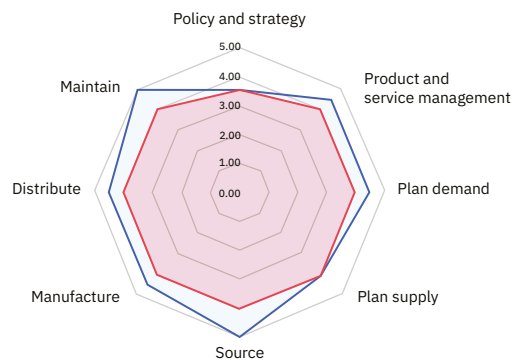 Policy and strategy
5.00
4.00
3.00
2.00
1.00
0.00
Product and
service management
Plan demand
Plan supply
Source
Manufacture
Distribute
Maintain